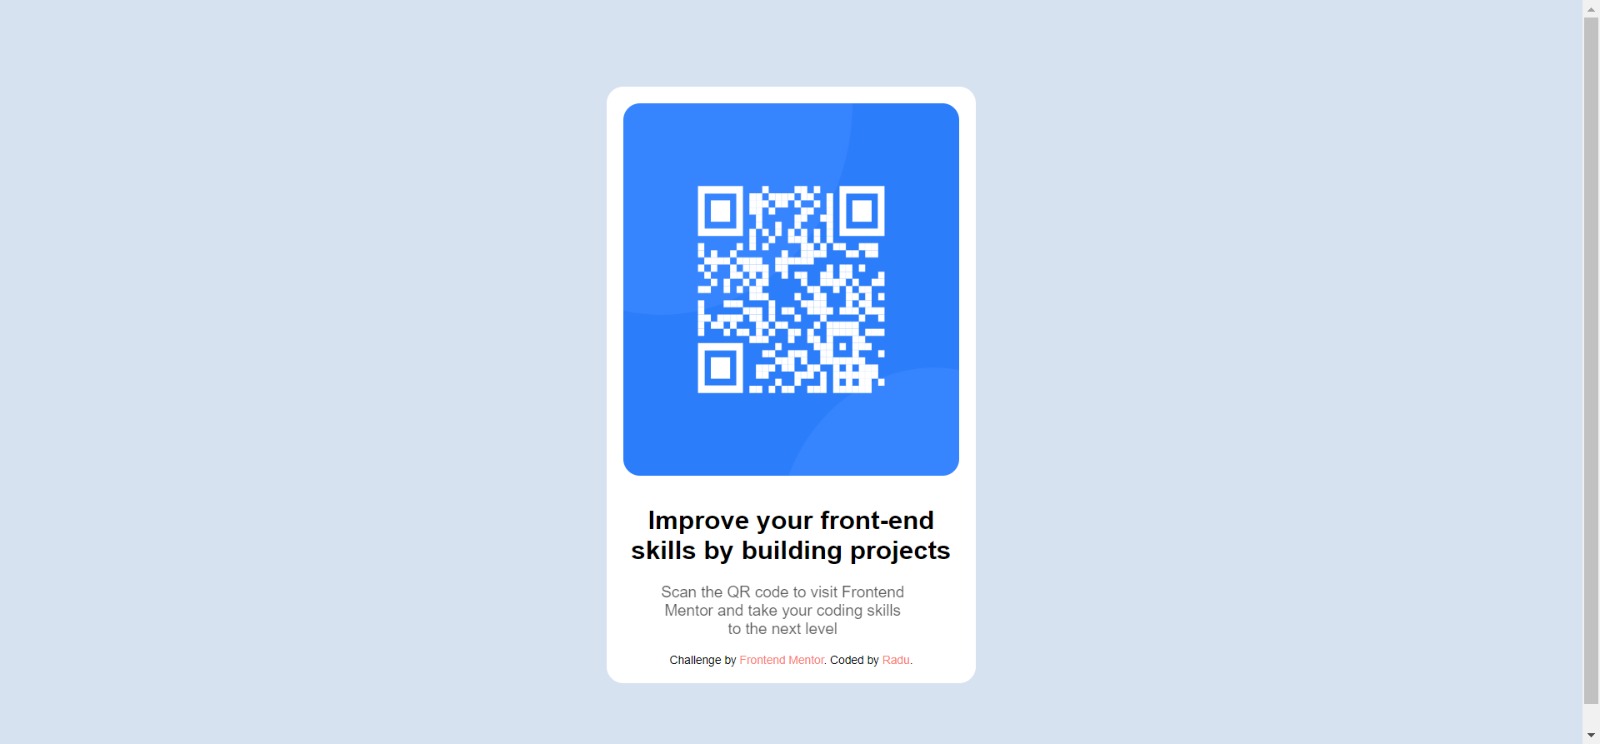 Improve your front-end
skills by building projects
Scan the QR code to visit Frontend
Mentor and take your coding skills
to the next level
Challenge by Frontend Mentor. Coded by Radu.